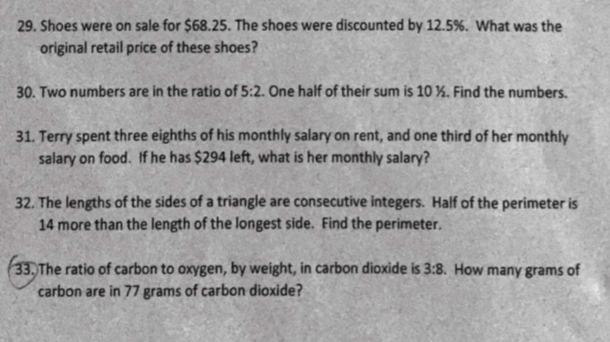 29. Shoes were on sale for $68.25. The shoes were discounted by 12.5%. What was the
original retail price of these shoes?
30. Two numbers are in the ratio of 5:2. One half of their sum is 10 ½. Find the numbers.
31. Terry spent three eighths of his monthly salary on rent, and one third of her monthly
salary on food. If he has $294 left, what is her monthly salary?
32. The lengths of the sides of a triangle are consecutive integers. Half of the perimeter is
14 more than the length of the longest side. Find the perimeter.
33. The ratio of carbon to oxygen, by weight, in carbon dioxide is 3:8. How many grams of
carbon are in 77 grams of carbon dioxide?